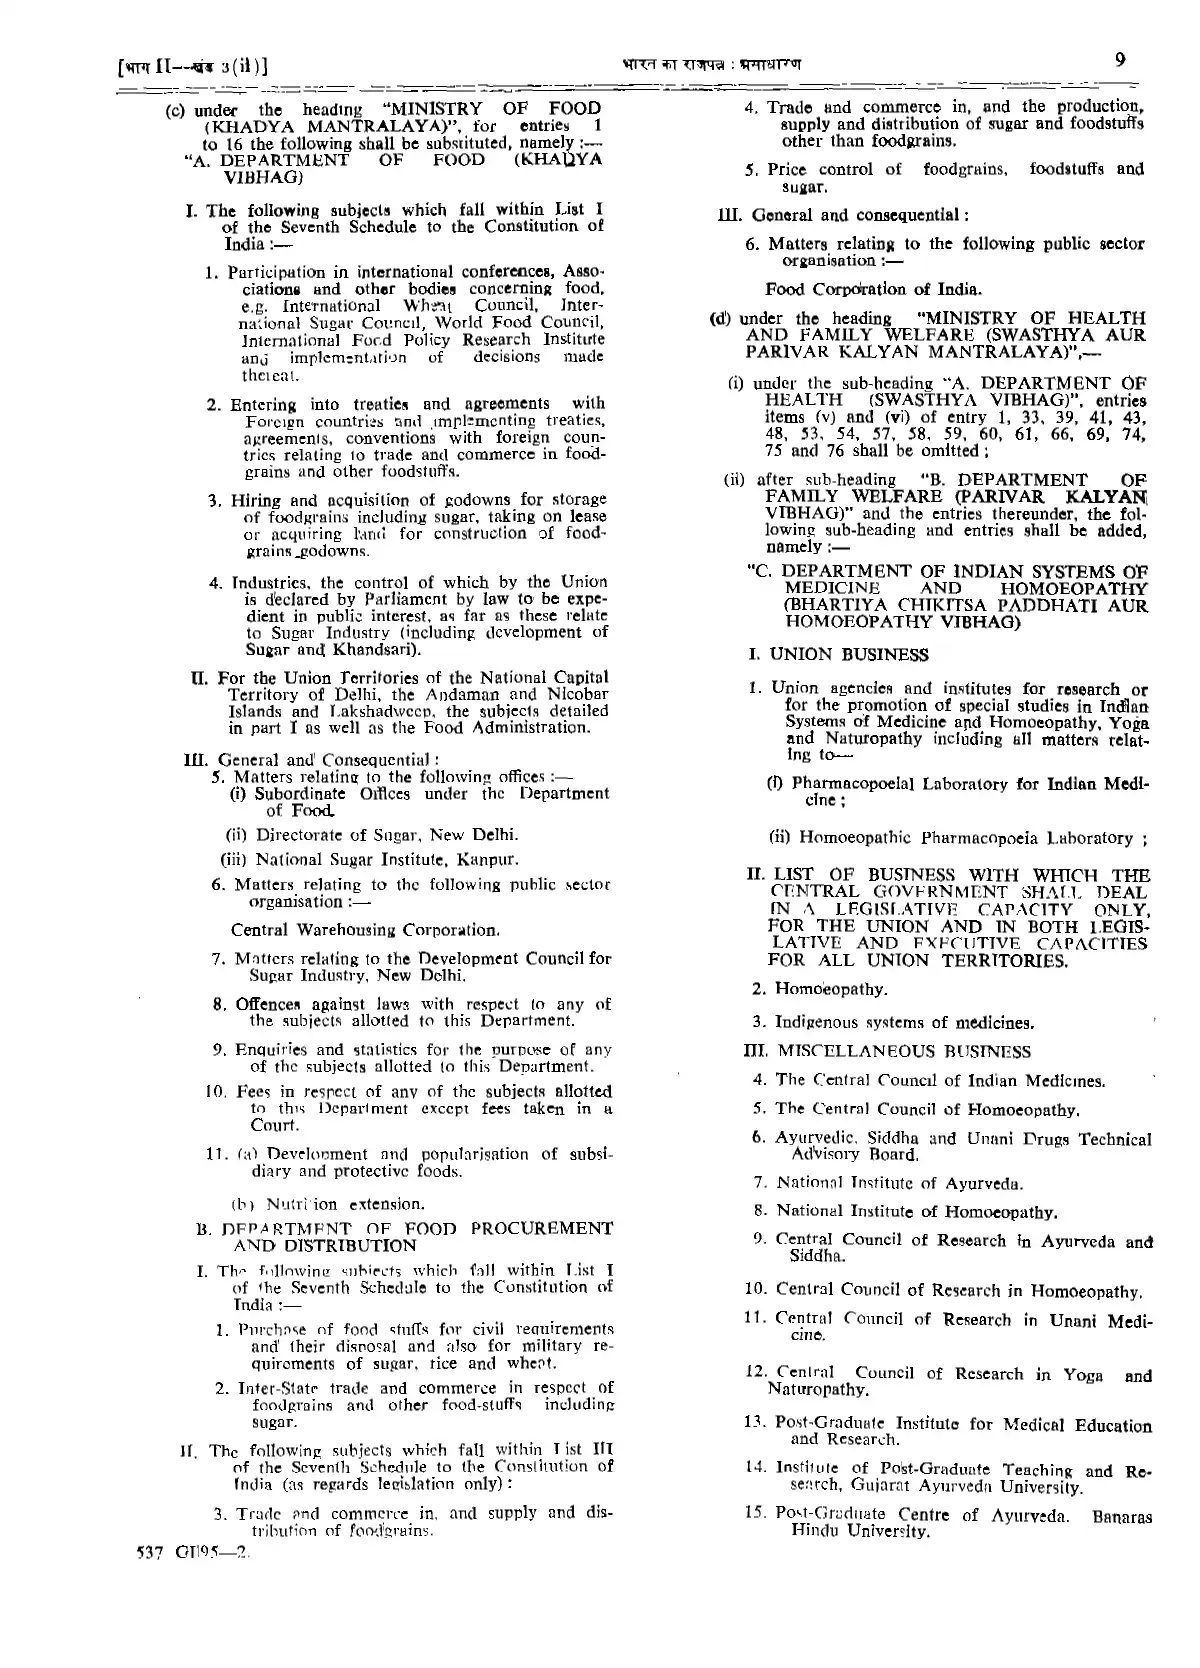 [भाग II—खंड 3(ii)]
भारत का राजपत्र : असाधारण
9
(c) under the heading "MINISTRY OF FOOD
(KHADYA MANTRALAYA)", for entries 1
to 16 the following shall be substituted, namely :—
"A. DEPARTMENT OF FOOD (KHADYA
VIBHAG)
I. The following subjects which fall within List I
of the Seventh Schedule to the Constitution of
India :—
1. Participation in international conferences, Asso-
ciations and other bodies concerning food,
e.g. International Wheat Council, Inter-
national Sugar Council, World Food Council,
International Food Policy Research Institute
and implementation of decisions made
thereat.
2. Entering into treaties and agreements with
Foreign countries and implementing treaties,
agreements, conventions with foreign coun-
tries relating to trade and commerce in food-
grains and other foodstuffs.
3. Hiring and acquisition of godowns for storage
of foodgrains including sugar, taking on lease
or acquiring land for construction of food-
grains godowns.
4. Industries, the control of which by the Union
is declared by Parliament by law to be expe-
dient in public interest, as far as these relate
to Sugar Industry (including development of
Sugar and Khandsari).
II. For the Union Territories of the National Capital
Territory of Delhi, the Andaman and Nicobar
Islands and Lakshadweep, the subjects detailed
in part I as well as the Food Administration.
III. General and Consequential :
5. Matters relating to the following offices :—
(i) Subordinate Offices under the Department
of Food.
(ii) Directorate of Sugar, New Delhi.
(iii) National Sugar Institute, Kanpur.
6. Matters relating to the following public sector
organisation :—
Central Warehousing Corporation.
7. Matters relating to the Development Council for
Sugar Industry, New Delhi.
8. Offences against laws with respect to any of
the subjects allotted to this Department.
9. Enquiries and statistics for the purpose of any
of the subjects allotted to this Department.
10. Fees in respect of any of the subjects allotted
to this Department except fees taken in a
Court.
11. (a) Development and popularisation of subsi-
diary and protective foods.
(b) Nutrition extension.
B. DEPARTMENT OF FOOD PROCUREMENT
AND DISTRIBUTION
I. The following subjects which fall within List I
of the Seventh Schedule to the Constitution of
India :—
1. Purchase of food stuffs for civil requirements
and their disposal and also for military re-
quirements of sugar, rice and wheat.
2. Inter-State trade and commerce in respect of
foodgrains and other food-stuffs including
sugar.
II. The following subjects which fall within List III
of the Seventh Schedule to the Constitution of
India (as regards legislation only) :
3. Trade and commerce in, and supply and dis-
tribution of foodgrains.
537 GI|95—2.
4. Trade and commerce in, and the production,
supply and distribution of sugar and foodstuffs
other than foodgrains.
5. Price control of foodgrains, foodstuffs and
sugar.
III. General and consequential :
6. Matters relating to the following public sector
organisation :—
Food Corporation of India.
(d) under the heading "MINISTRY OF HEALTH
AND FAMILY WELFARE (SWASTHYA AUR
PARIVAR KALYAN MANTRALAYA)",—
(i) under the sub-heading "A. DEPARTMENT OF
HEALTH (SWASTHYA VIBHAG)", entries
items (v) and (vi) of entry 1, 33, 39, 41, 43,
48, 53, 54, 57, 58, 59, 60, 61, 66, 69, 74,
75 and 76 shall be omitted ;
(ii) after sub-heading "B. DEPARTMENT OF
FAMILY WELFARE (PARIVAR KALYAN
VIBHAG)" and the entries thereunder, the fol-
lowing sub-heading and entries shall be added,
namely :—
"C. DEPARTMENT OF INDIAN SYSTEMS OF
MEDICINE AND HOMOEOPATHY
(BHARTIYA CHIKITSA PADDHATI AUR
HOMOEOPATHY VIBHAG)
I. UNION BUSINESS
1. Union agencies and institutes for research or
for the promotion of special studies in Indian
Systems of Medicine and Homoeopathy, Yoga
and Naturopathy including all matters relat-
ing to—
(i) Pharmacopoeial Laboratory for Indian Medi-
cine ;
(ii) Homoeopathic Pharmacopoeia Laboratory ;
II. LIST OF BUSINESS WITH WHICH THE
CENTRAL GOVERNMENT SHALL DEAL
IN A LEGISLATIVE CAPACITY ONLY,
FOR THE UNION AND IN BOTH LEGIS-
LATIVE AND EXECUTIVE CAPACITIES
FOR ALL UNION TERRITORIES.
2. Homoeopathy.
3. Indigenous systems of medicines.
III. MISCELLANEOUS BUSINESS
4. The Central Council of Indian Medicines.
5. The Central Council of Homoeopathy.
6. Ayurvedic, Siddha and Unani Drugs Technical
Advisory Board.
7. National Institute of Ayurveda.
8. National Institute of Homoeopathy.
9. Central Council of Research in Ayurveda and
Siddha.
10. Central Council of Research in Homoeopathy.
11. Central Council of Research in Unani Medi-
cine.
12. Central Council of Research in Yoga and
Naturopathy.
13. Post-Graduate Institute for Medical Education
and Research.
14. Institute of Post-Graduate Teaching and Re-
search, Gujarat Ayurveda University.
15. Post-Graduate Centre of Ayurveda. Banaras
Hindu University.